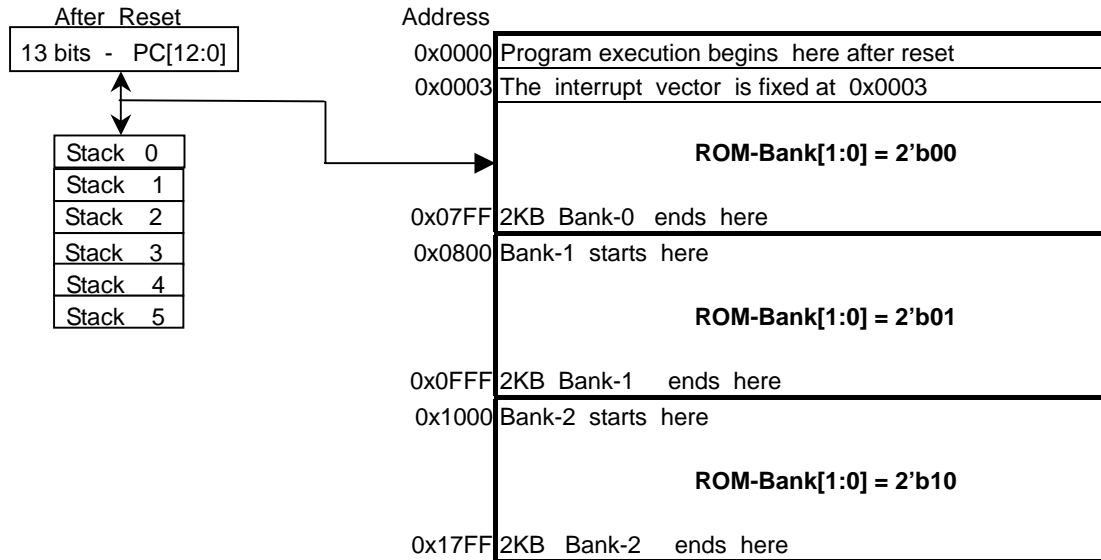 After Reset
13 bits - PC[12:0]
Stack 0
Stack 1
Stack 2
Stack 3
Stack 4
Stack 5
Address
0x0000 Program execution begins here after reset
0x0003 The interrupt vector is fixed at 0x0003
ROM-Bank[1:0] = 2’b00
0x07FF 2KB Bank-0 ends here
0x0800 Bank-1 starts here
ROM-Bank[1:0] = 2’b01
0x0FFF 2KB Bank-1 ends here
0x1000 Bank-2 starts here
ROM-Bank[1:0] = 2’b10
0x17FF 2KB Bank-2 ends here